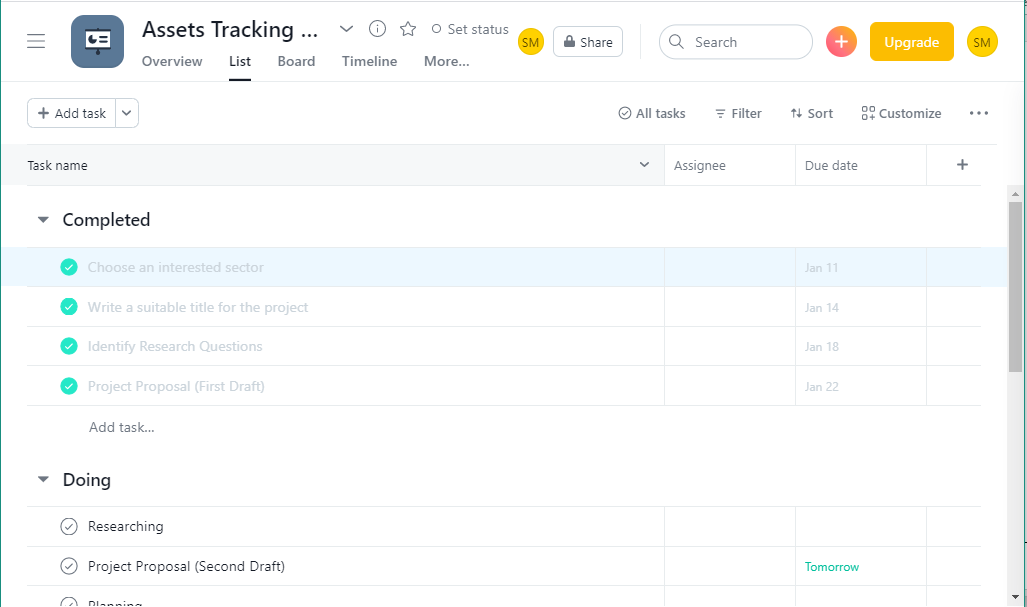 Assets Tracking ...
Set status
SM
Share
Search
Upgrade
SM
Overview
List
Board
Timeline
More...
Add task
All tasks
Filter
Sort
Customize
Task name
Assignee
Due date
Completed
Choose an interested sector
Jan 11
Write a suitable title for the project
Jan 14
Identify Research Questions
Jan 18
Project Proposal (First Draft)
Jan 22
Add task...
Doing
Researching
Project Proposal (Second Draft)
Tomorrow
Planning